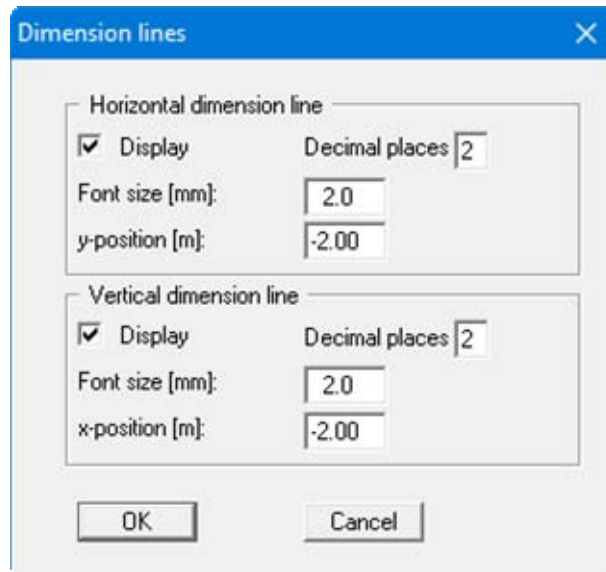 Dimension lines
Horizontal dimension line
Display Decimal places 2
Font size [mm]: 2.0
y-position [m]: -2.00
Vertical dimension line
Display Decimal places 2
Font size [mm]: 2.0
x-position [m]: -2.00
OK Cancel